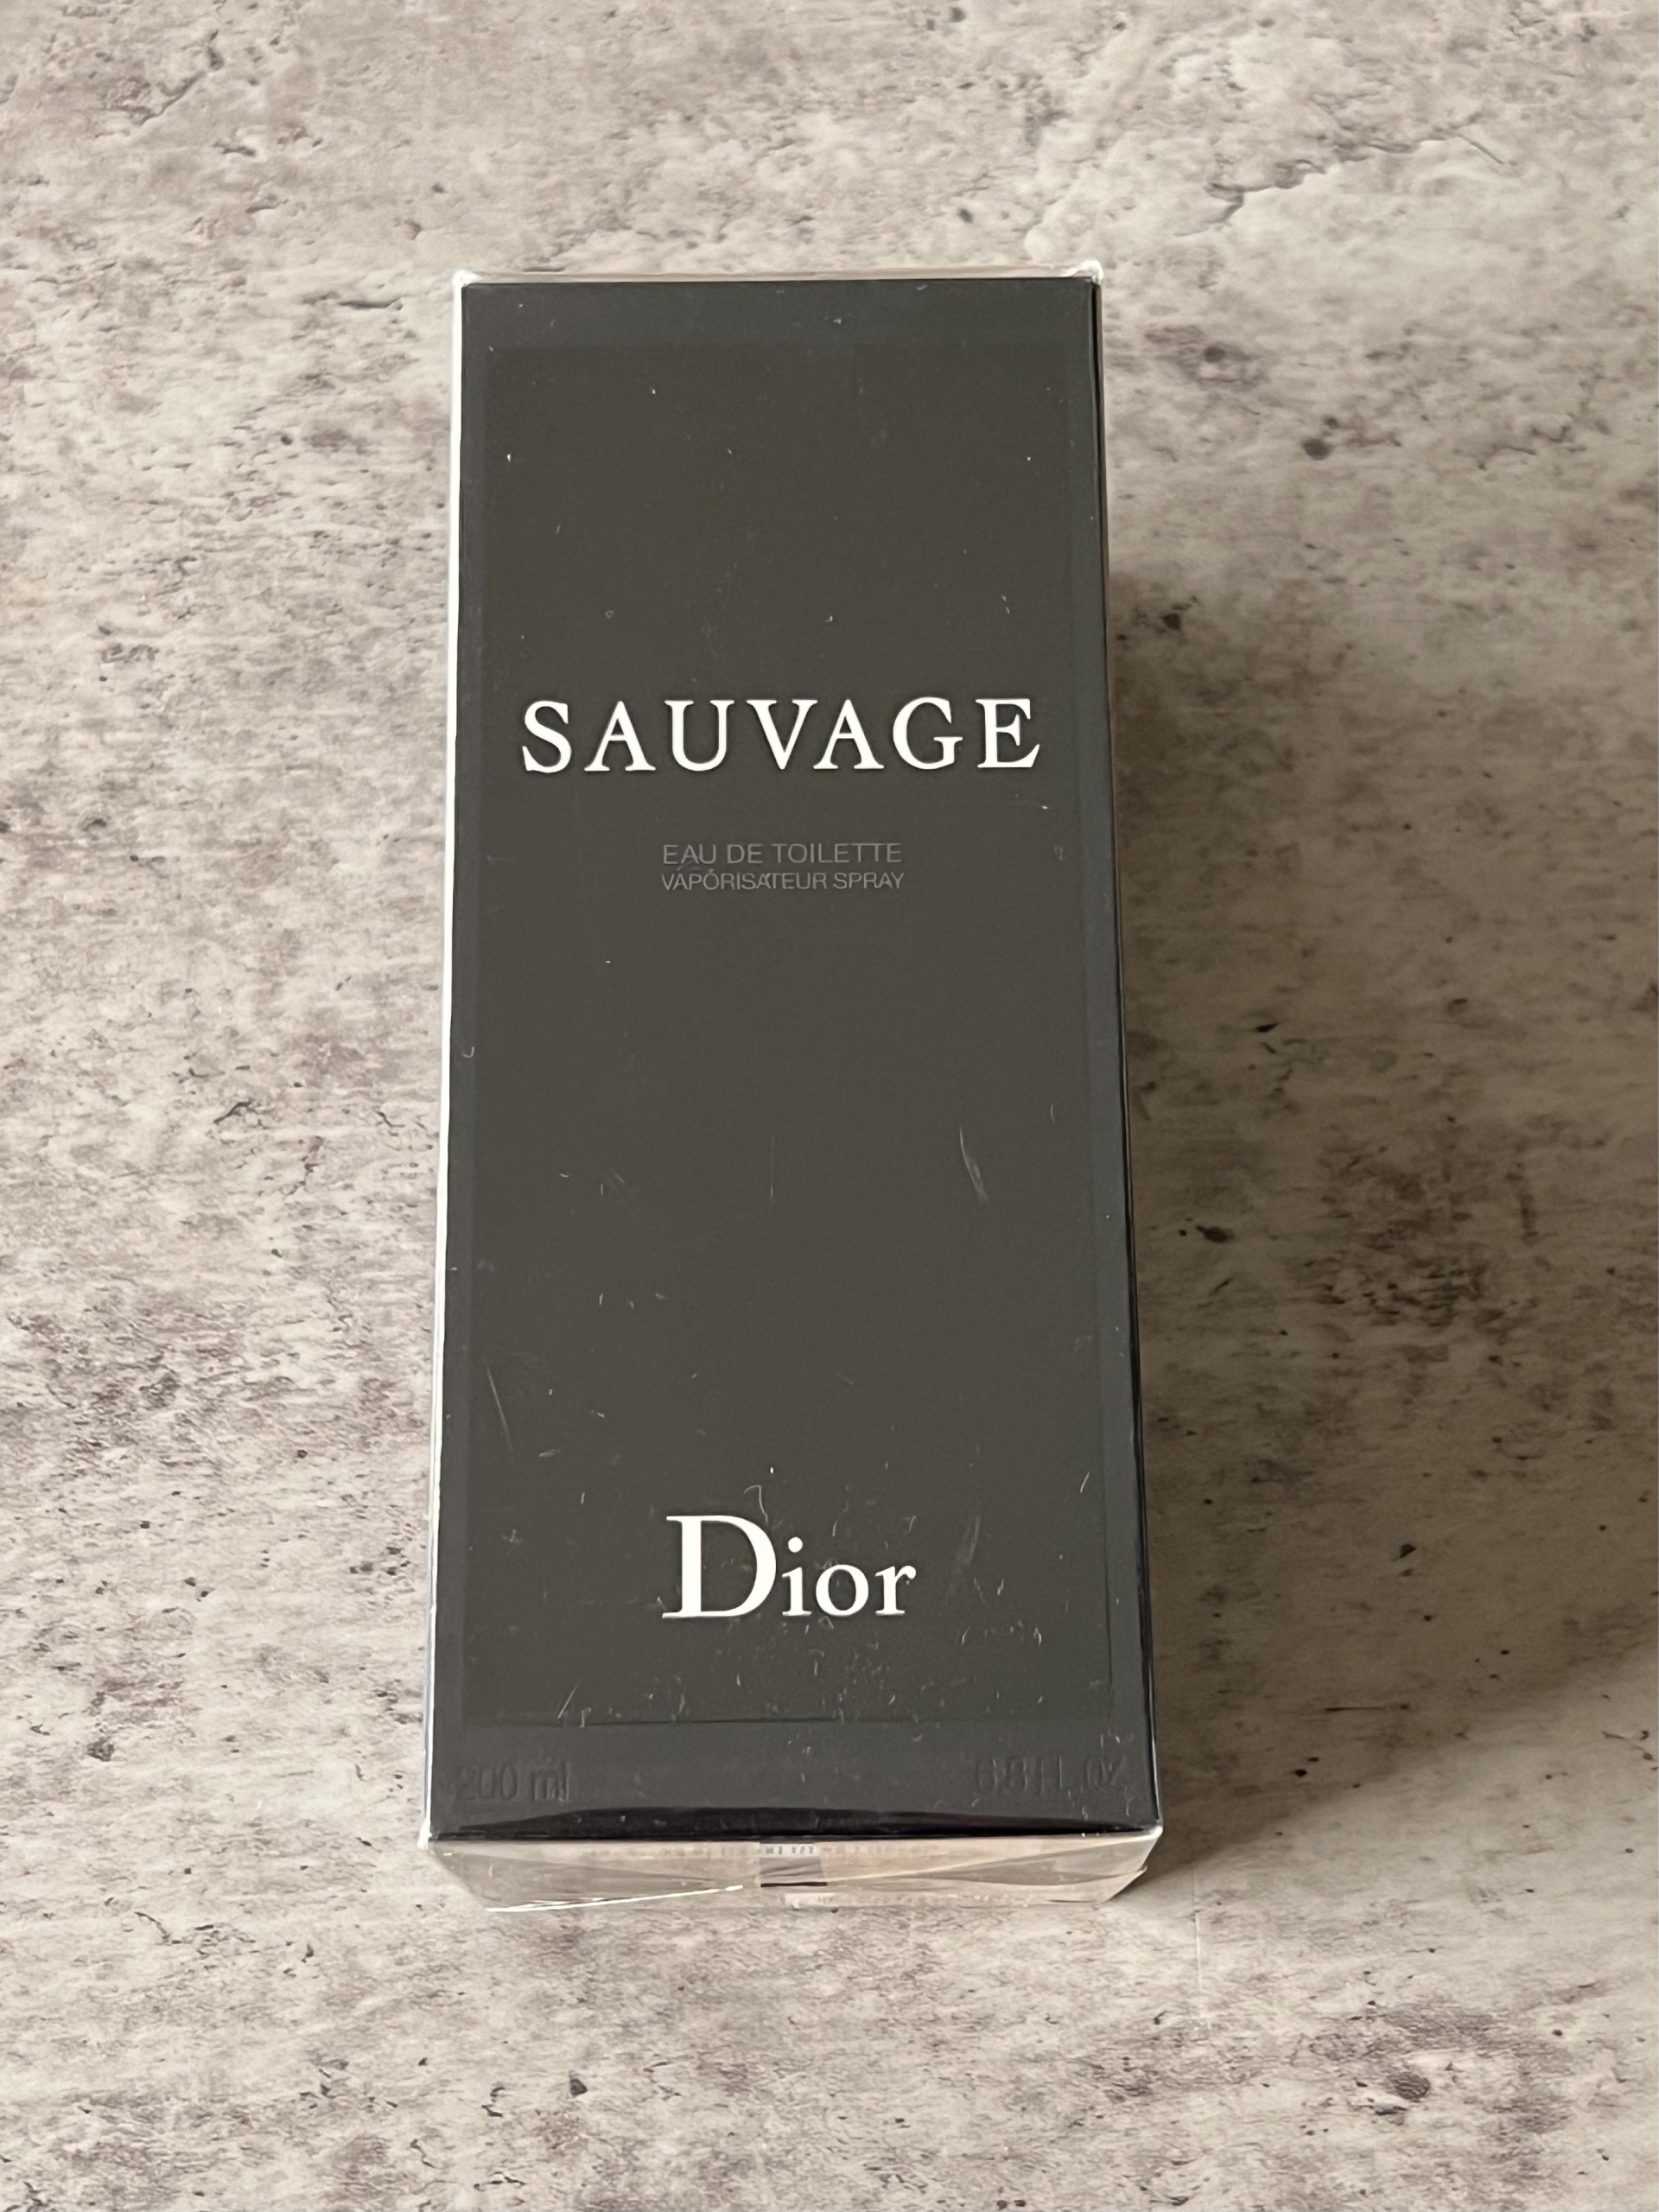 SAUVAGE
EAU DE TOILETTE
VAPORISATEUR SPRAY
Dior
200 ml 6.8 FL.OZ